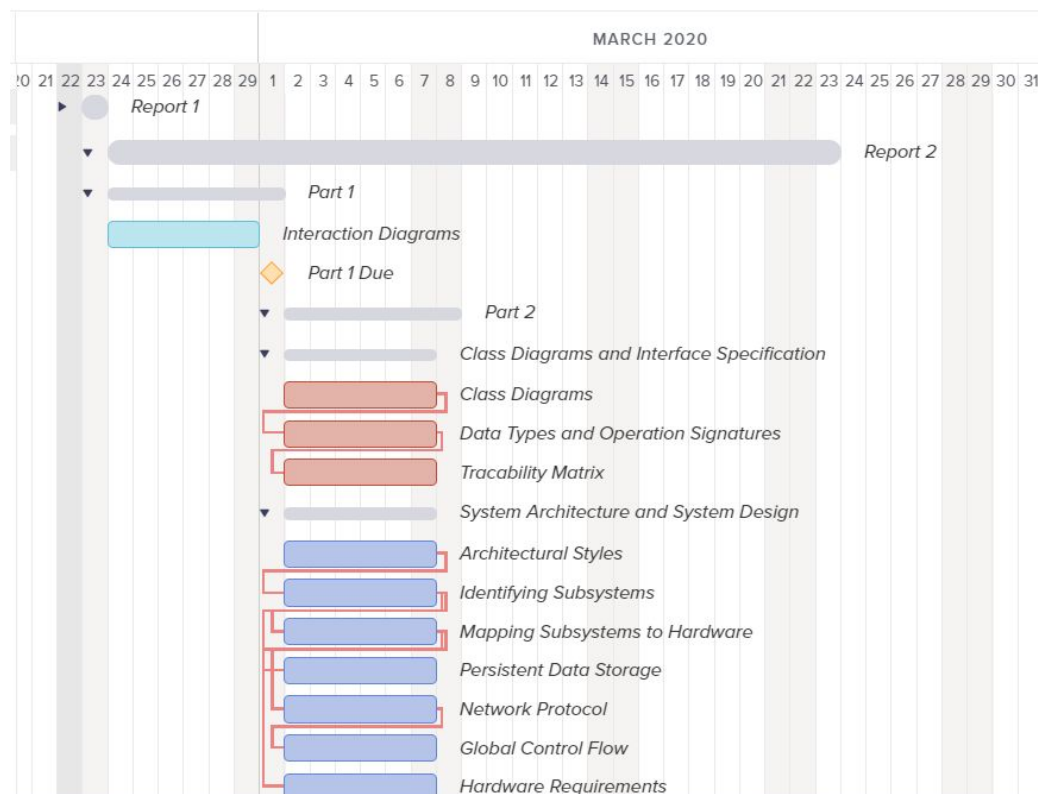 MARCH 2020
20 21 22 23 24 25 26 27 28 29 1 2 3 4 5 6 7 8 9 10 11 12 13 14 15 16 17 18 19 20 21 22 23 24 25 26 27 28 29 30 31
Report 1
Report 2
Part 1
Interaction Diagrams
Part 1 Due
Part 2
Class Diagrams and Interface Specification
Class Diagrams
Data Types and Operation Signatures
Tracability Matrix
System Architecture and System Design
Architectural Styles
Identifying Subsystems
Mapping Subsystems to Hardware
Persistent Data Storage
Network Protocol
Global Control Flow
Hardware Requirements